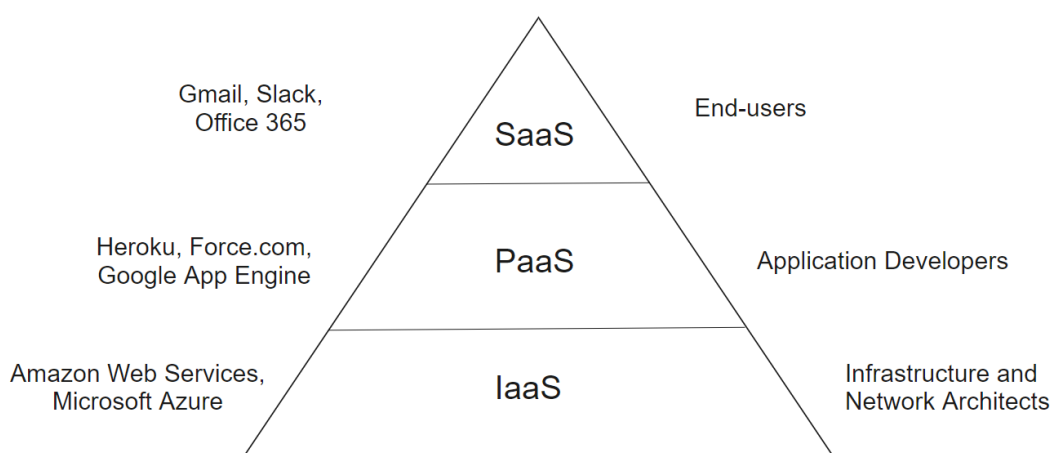 Gmail, Slack,
Office 365
SaaS
End-users
Heroku, Force.com,
Google App Engine
PaaS
Application Developers
Amazon Web Services,
Microsoft Azure
IaaS
Infrastructure and
Network Architects